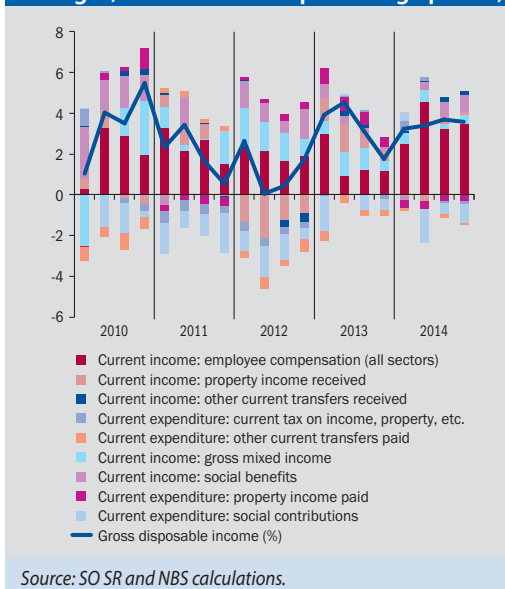 8
6
4
2
0
-2
-4
-6
2010 2011 2012 2013 2014
Current income: employee compensation (all sectors)
Current income: property income received
Current income: other current transfers received
Current expenditure: current tax on income, property, etc.
Current expenditure: other current transfers paid
Current income: gross mixed income
Current income: social benefits
Current expenditure: property income paid
Current expenditure: social contributions
Gross disposable income (%)
Source: SO SR and NBS calculations.